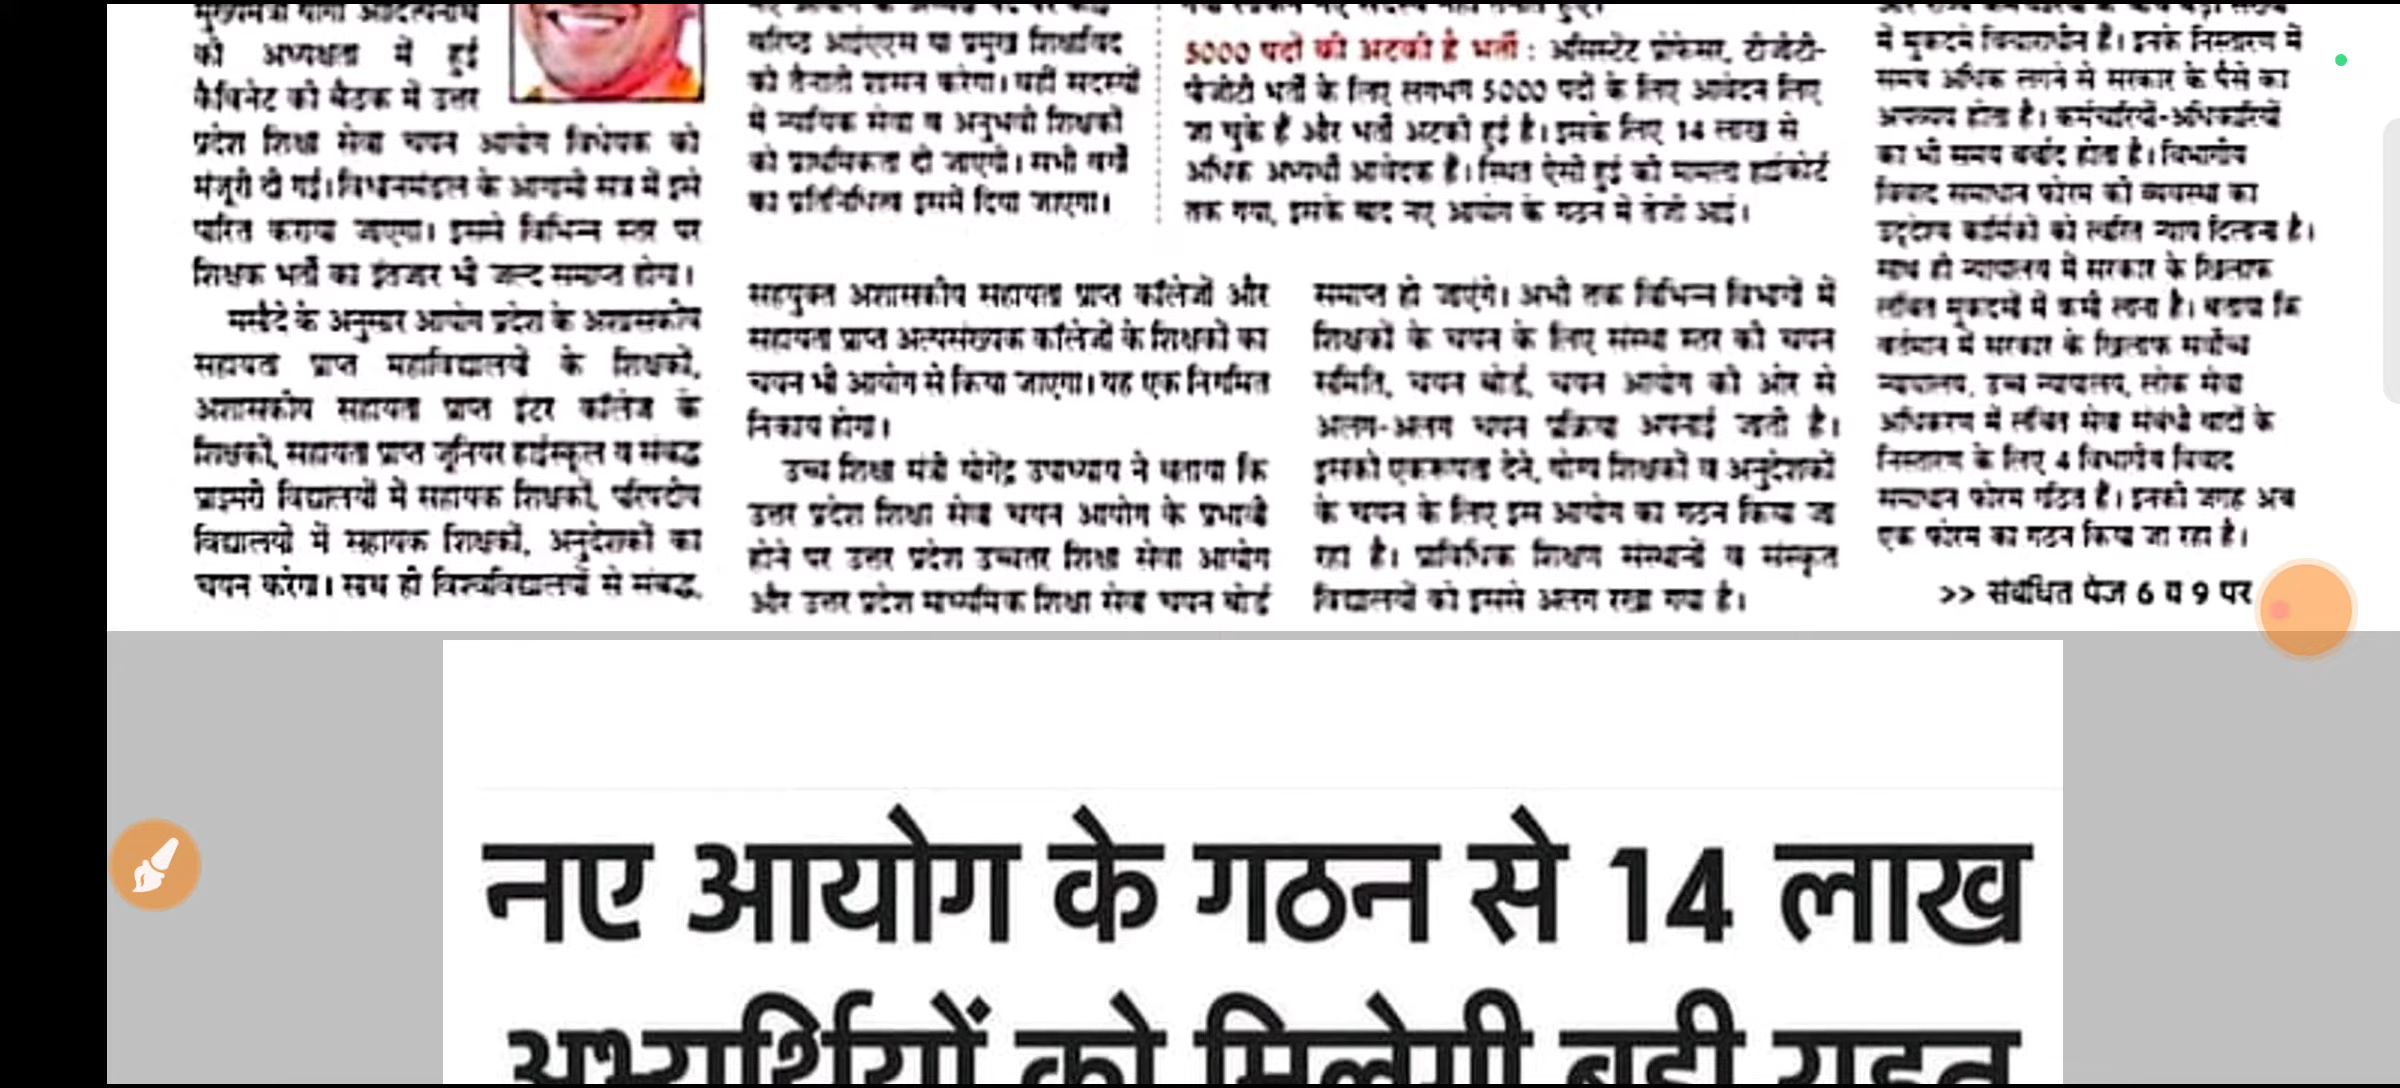 की अध्यक्षता में हुई
कैबिनेट की बैठक में उत्तर
प्रदेश शिक्षा सेवा चयन आयोग विधेयक को
मंजूरी दी गई। विधानमंडल के आगामी सत्र में इसे
पारित कराया जाएगा। इससे विभिन्न स्तर पर
शिक्षक भर्ती का इंतजार भी जल्द समाप्त होगा।
मसौदे के अनुसार आयोग प्रदेश के अशासकीय
सहायता प्राप्त महाविद्यालयों के शिक्षकों,
अशासकीय सहायता प्राप्त इंटर कॉलेज के
शिक्षकों, सहायता प्राप्त जूनियर हाईस्कूल व संबद्ध
प्राइमरी विद्यालयों में सहायक शिक्षकों, परिषदीय
विद्यालयों में सहायक शिक्षकों, अनुदेशकों का
चयन करेगा। साथ ही विश्वविद्यालयों से संबद्ध,
वरिष्ठ आईएएस या प्रमुख शिक्षाविद
की तैनाती शासन करेगा। वहीं सदस्यों
में न्यायिक सेवा व अनुभवी शिक्षकों
को प्राथमिकता दी जाएगी। सभी वर्गों
का प्रतिनिधित्व इसमें दिया जाएगा।
5000 पदों की अटकी है भर्ती : असिस्टेंट प्रोफेसर, टीजीटी-
पीजीटी भर्ती के लिए लगभग 5000 पदों के लिए आवेदन लिए
जा चुके हैं और भर्ती अटकी हुई है। इसके लिए 14 लाख से
अधिक अभ्यर्थी आवेदक हैं। स्थिति ऐसी हुई की मामला हाईकोर्ट
तक गया, इसके बाद नए आयोग के गठन में तेजी आई।
सहयुक्त अशासकीय सहायता प्राप्त कॉलेजों और
सहायता प्राप्त अल्पसंख्यक कॉलेजों के शिक्षकों का
चयन भी आयोग से किया जाएगा। यह एक निगमित
निकाय होगा।
उच्च शिक्षा मंत्री योगेंद्र उपाध्याय ने बताया कि
उत्तर प्रदेश शिक्षा सेवा चयन आयोग के प्रभावी
होने पर उत्तर प्रदेश उच्चतर शिक्षा सेवा आयोग
और उत्तर प्रदेश माध्यमिक शिक्षा सेवा चयन बोर्ड
समाप्त हो जाएंगे। अभी तक विभिन्न विभागों में
शिक्षकों के चयन के लिए संस्था स्तर की चयन
समिति, चयन बोर्ड, चयन आयोग की ओर से
अलग-अलग चयन प्रक्रिया अपनाई जाती है।
इसको एकरूपता देने, योग्य शिक्षकों व अनुदेशकों
के चयन के लिए इस आयोग का गठन किया जा
रहा है। प्राविधिक शिक्षण संस्थानों व संस्कृत
विद्यालयों को इससे अलग रखा गया है।
में मुकदमे विचाराधीन हैं। इनके निस्तारण में
समय अधिक लगने से सरकार के पैसे का
अपव्यय होता है। कर्मचारियों-अधिकारियों
का भी समय बर्बाद होता है। विभागीय
विवाद समाधान फोरम की व्यवस्था का
उद्देश्य कार्मिकों को त्वरित न्याय दिलाना है।
साथ ही न्यायालय में सरकार के खिलाफ
लंबित मुकदमों में कमी लाना है। बताया कि
वर्तमान में सरकार के खिलाफ सर्वोच्च
न्यायालय, उच्च न्यायालय, लोक सेवा
अधिकरण में लंबित सेवा संबंधी वादों के
निस्तारण के लिए 4 विभागीय विवाद
समाधान फोरम गठित हैं। इनकी जगह अब
एक फोरम का गठन किया जा रहा है।
>> संबंधित पेज 6 व 9 पर
नए आयोग के गठन से 14 लाख
अभ्यर्थियों को मिलेगी बड़ी राहत